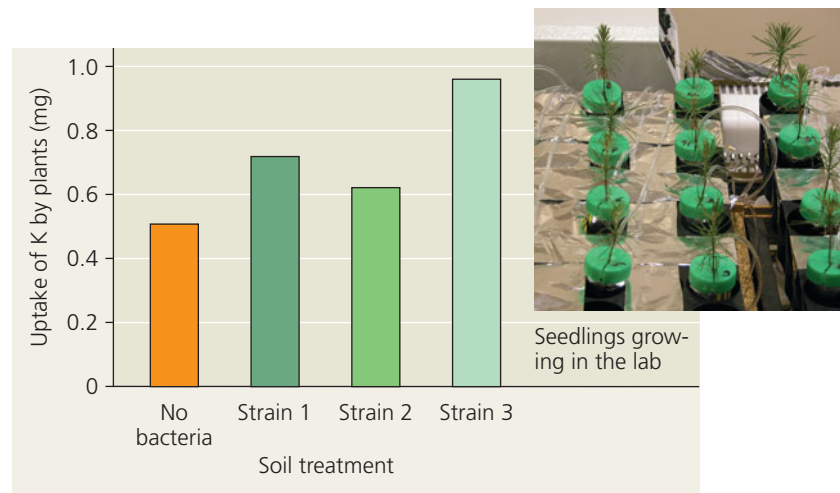 Uptake of K by plants (mg)
1.0
0.8
0.6
0.4
0.2
0
No
bacteria
Strain 1
Strain 2
Strain 3
Soil treatment
Seedlings grow-
ing in the lab